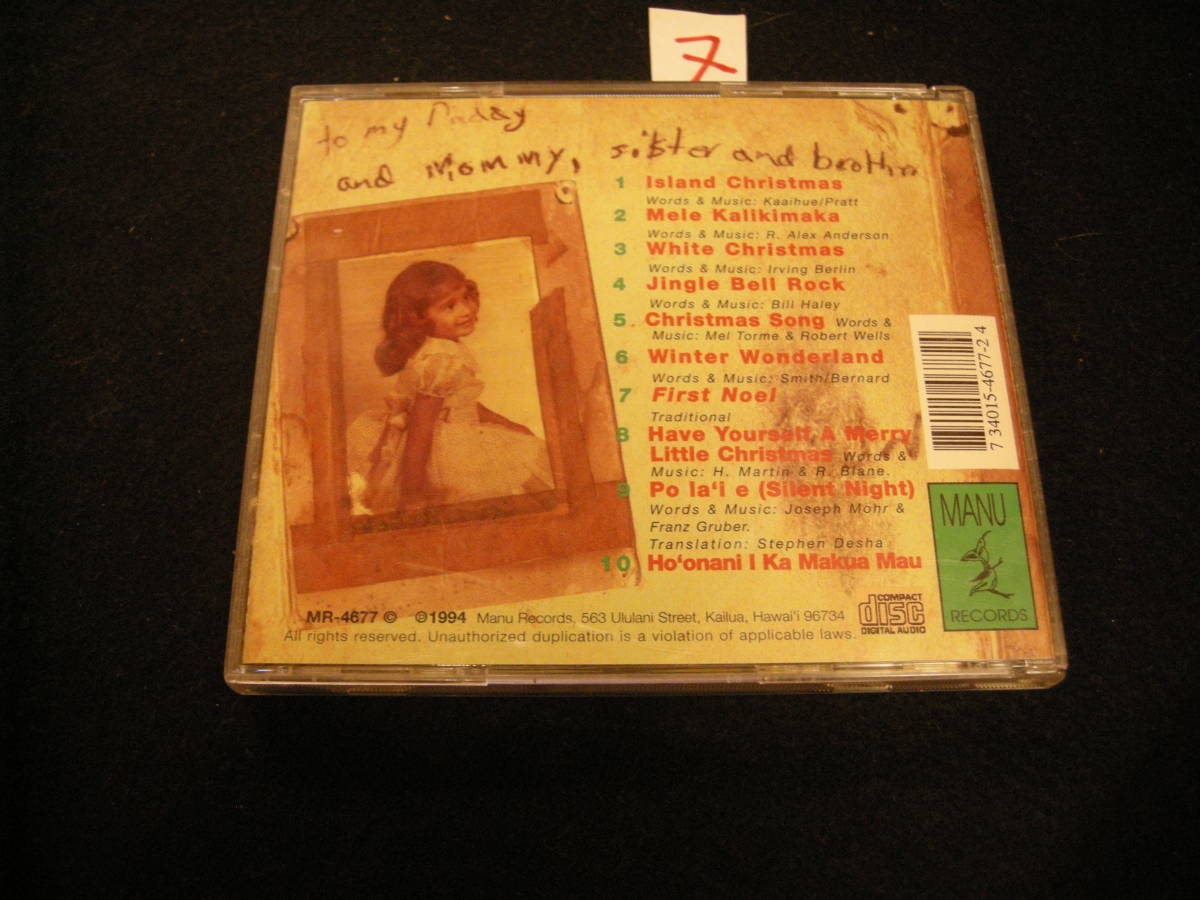 ヌ
to my Daddy
and Mommy, sister and brother
1 Island Christmas
Words & Music: Kaaihue/Pratt
2 Mele Kalikimaka
Words & Music: R. Alex Anderson
3 White Christmas
Words & Music: Irving Berlin
4 Jingle Bell Rock
Words & Music: Bill Haley
5. Christmas Song Words &
Music: Mel Torme & Robert Wells
6 Winter Wonderland
Words & Music: Smith/Bernard
7 First Noel
Traditional
8 Have Yourself A Merry
Little Christmas Words &
Music: H. Martin & R. Blane.
9 Po la‘i e (Silent Night)
Words & Music: Joseph Mohr &
Franz Gruber.
Translation: Stephen Desha
10 Ho‘onani I Ka Makua Mau
7 34015-4677-2 4
MANU
RECORDS
COMPACT
disc
DIGITAL AUDIO
MR-4677 © ℗1994 Manu Records, 563 Ululani Street, Kailua, Hawai'i 96734
All rights reserved. Unauthorized duplication is a violation of applicable laws.